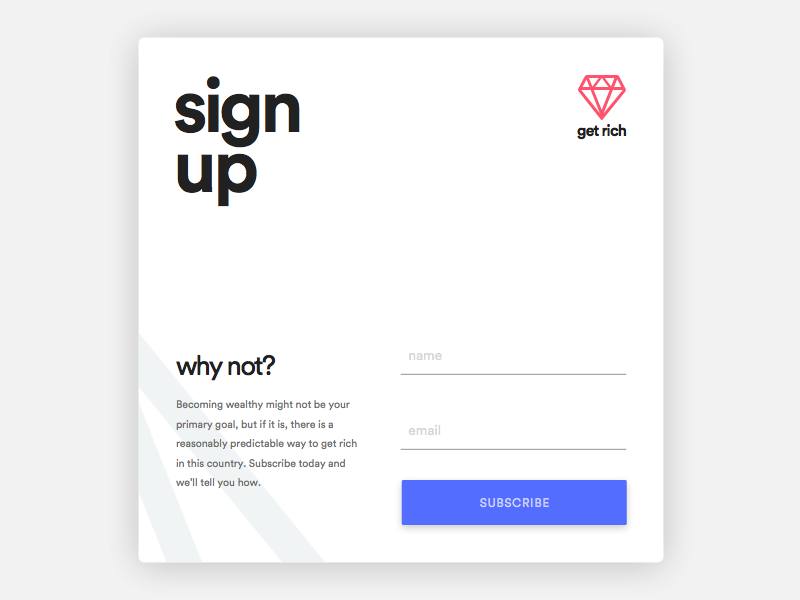 sign
up
get rich
why not?
Becoming wealthy might not be your
primary goal, but if it is, there is a
reasonably predictable way to get rich
in this country. Subscribe today and
we'll tell you how.
name
email
SUBSCRIBE